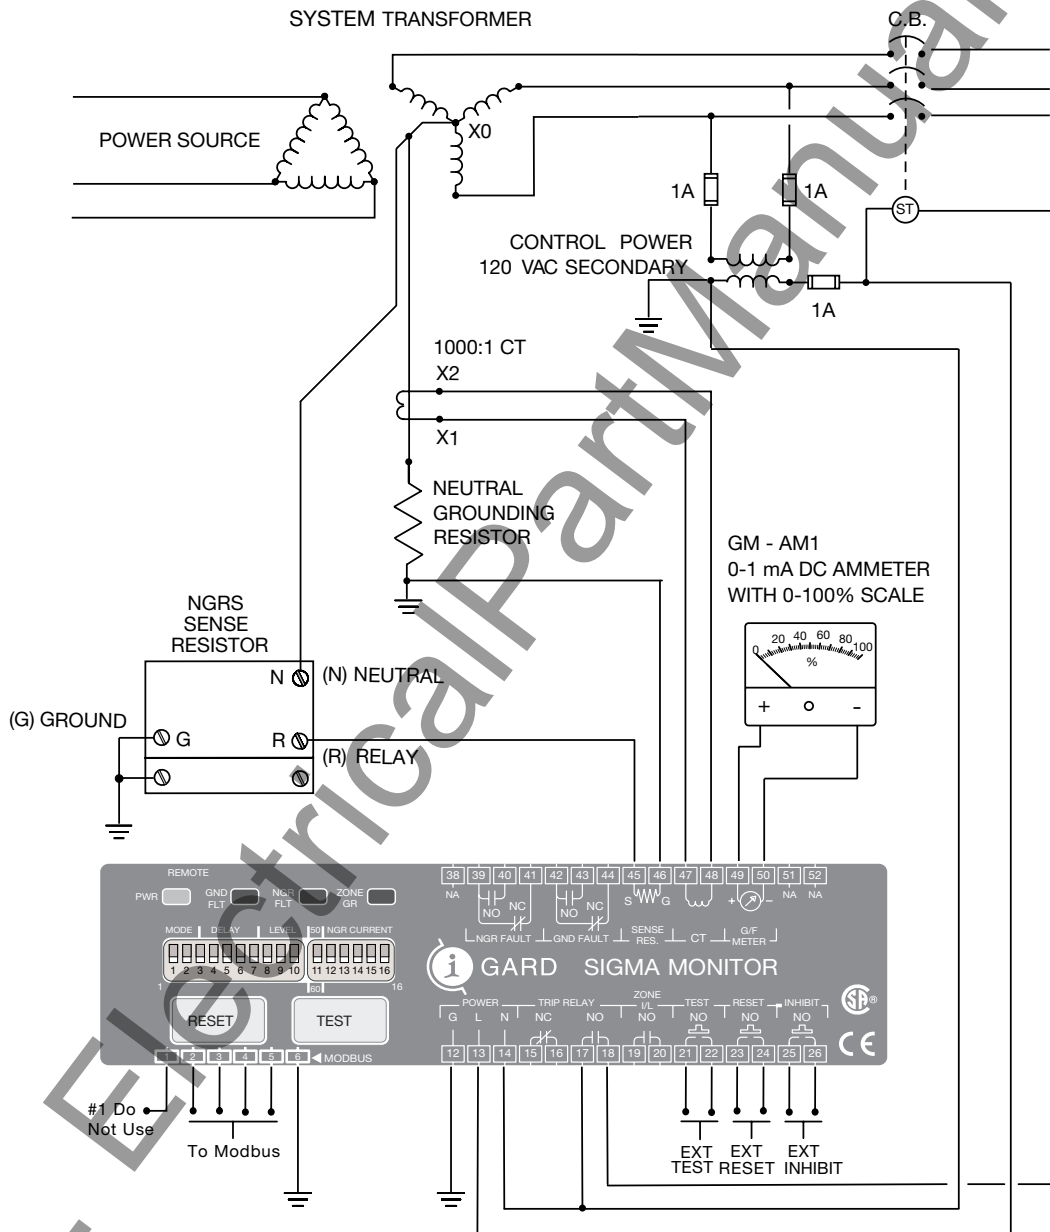 SYSTEM TRANSFORMER
C.B.
POWER SOURCE
X0
1A
1A
ST
CONTROL POWER
120 VAC SECONDARY
1A
1000:1 CT
X2
X1
NEUTRAL
GROUNDING
RESISTOR
GM - AM1
0-1 mA DC AMMETER
WITH 0-100% SCALE
0 20 40 60 80 100
%
+ -
NGRS
SENSE
RESISTOR
N
(N) NEUTRAL
(G) GROUND
G
R
(R) RELAY
REMOTE
PWR
GND
FLT
NGR
FLT
ZONE
GR
38 39 40 41 42 43 44 45 46 47 48 49 50 51 52
NA
NO NC
NO NC
S G
+ -
NA NA
NGR FAULT
GND FAULT
SENSE
RES.
CT
G/F
METER
MODE DELAY LEVEL 50 NGR CURRENT
1 2 3 4 5 6 7 8 9 10 11 12 13 14 15 16
1 60 16
i GARD SIGMA MONITOR
SA®
CE
RESET
TEST
POWER
TRIP RELAY
ZONE
I/L
TEST
RESET
INHIBIT
G L N NC NO NO NO NO NO
12 13 14 15 16 17 18 19 20 21 22 23 24 25 26
1 2 3 4 5 6 ◀ MODBUS
#1 Do
Not Use
To Modbus
EXT
TEST
EXT
RESET
EXT
INHIBIT
ElectricalPartManual